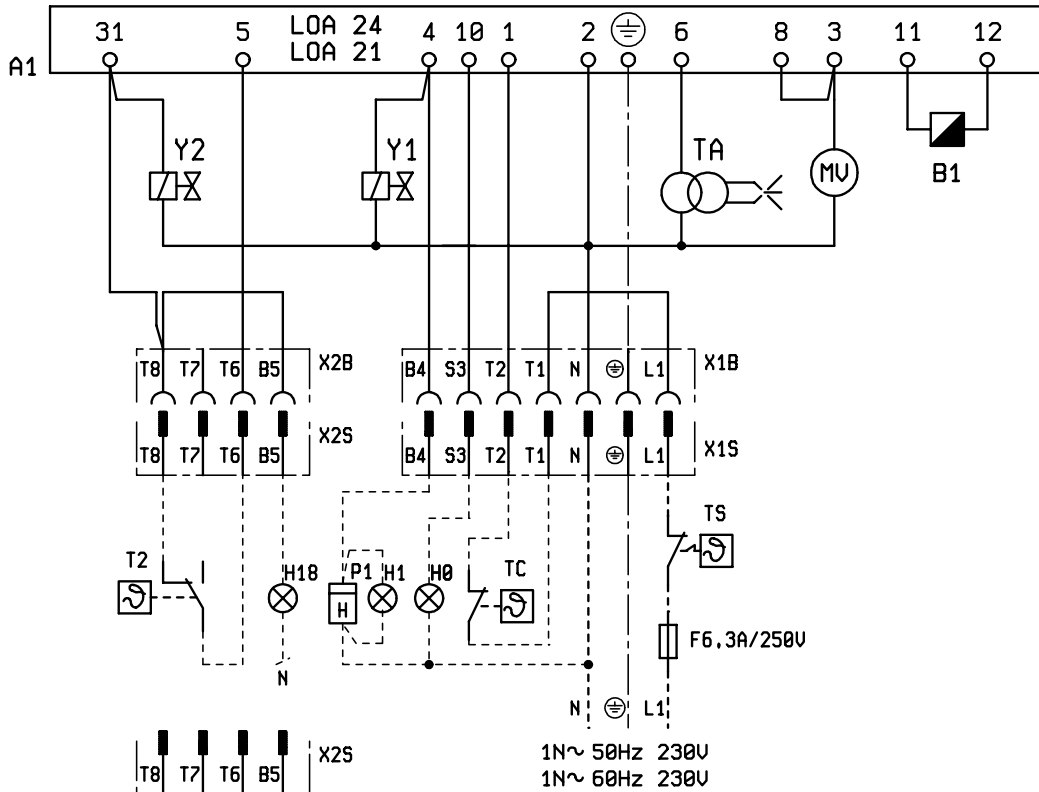 31 5 LOA 24 4 10 1 2 6 8 3 11 12
LOA 21
A1
Y2 Y1 TA MV B1
T8 T7 T6 B5 X2B B4 S3 T2 T1 N L1 X1B
T8 T7 T6 B5 X2S B4 S3 T2 T1 N L1 X1S
TS
T2 H18 P1 H1 H0 TC
H
F6,3A/250V
N
N L1
1N~ 50Hz 230V
1N~ 60Hz 230V
X2S
T8 T7 T6 B5